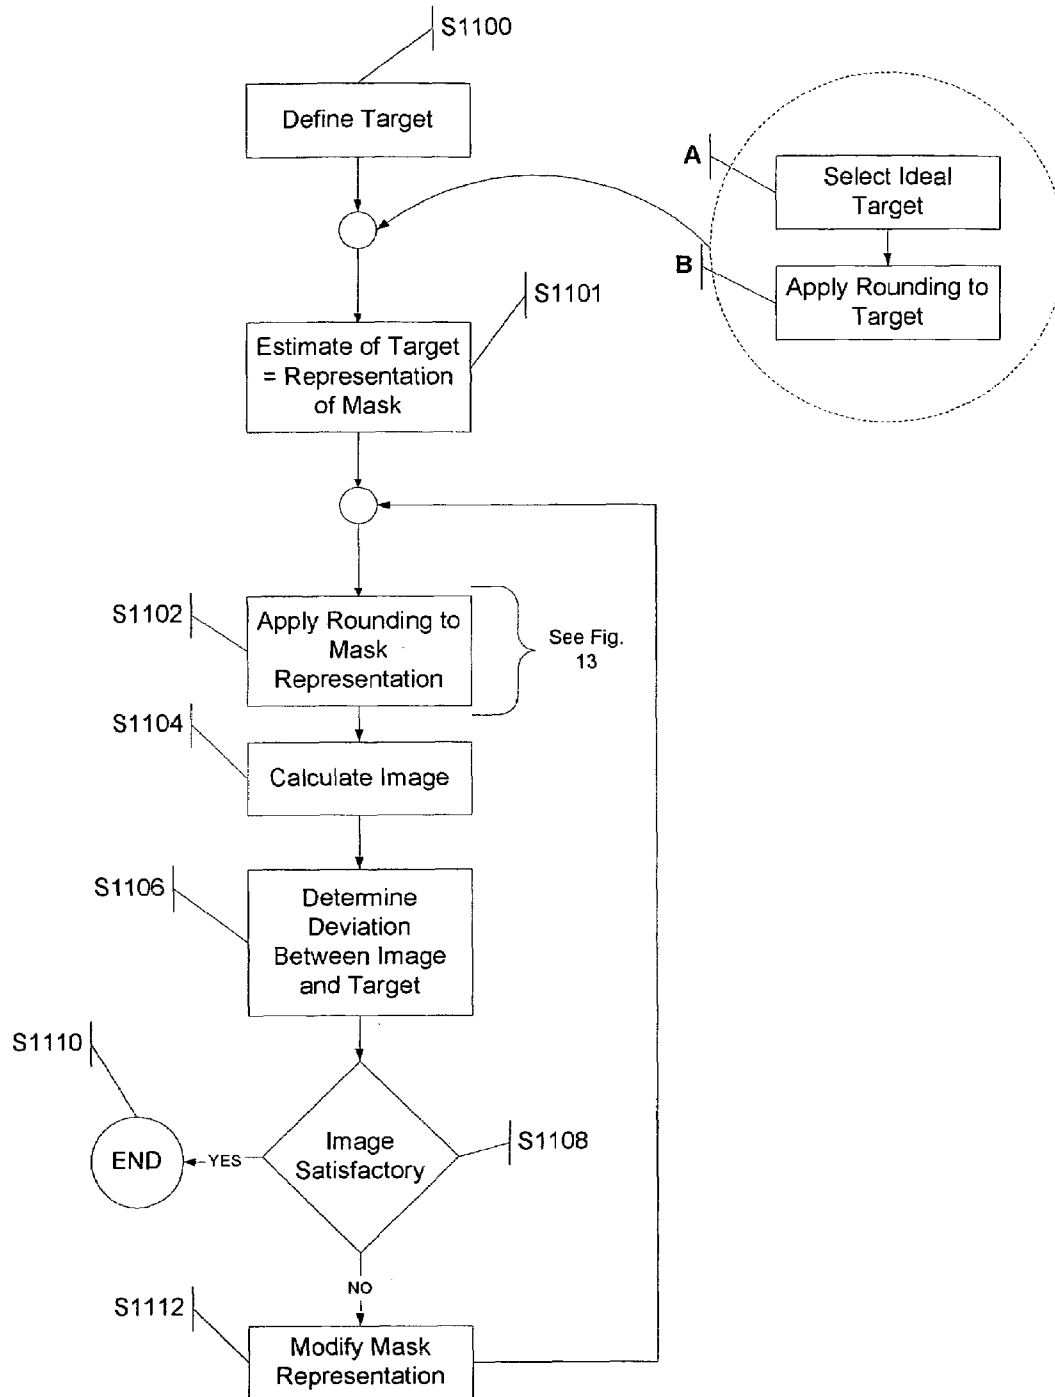 S1100
Define Target
A
Select Ideal
Target
B
Apply Rounding to
Target
S1101
Estimate of Target
= Representation
of Mask
S1102
Apply Rounding to
Mask
Representation
See Fig.
13
S1104
Calculate Image
S1106
Determine
Deviation
Between Image
and Target
S1110
END
YES
Image
Satisfactory
S1108
NO
S1112
Modify Mask
Representation